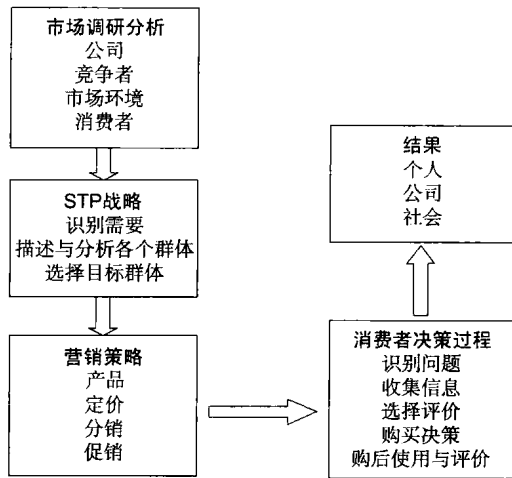 市场调研分析
公司
竞争者
市场环境
消费者
STP战略
识别需要
描述与分析各个群体
选择目标群体
营销策略
产品
定价
分销
促销
消费者决策过程
识别问题
收集信息
选择评价
购买决策
购后使用与评价
结果
个人
公司
社会